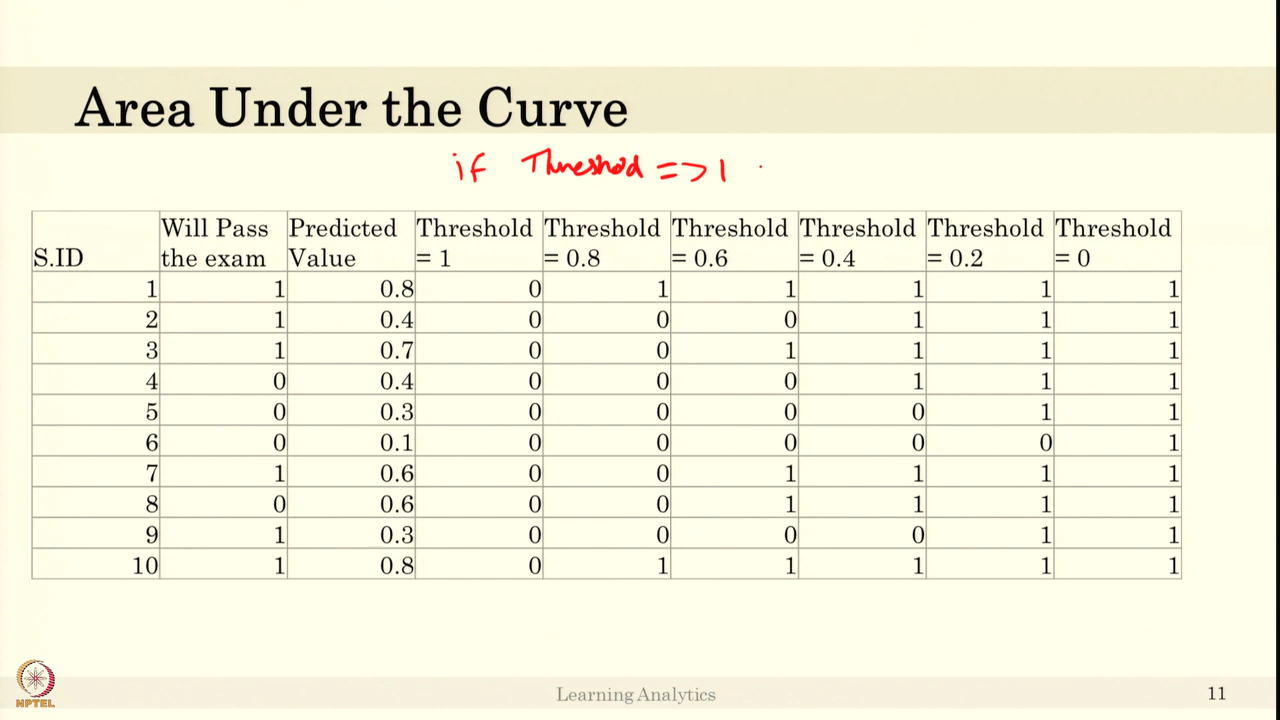 Area Under the Curve
if Threshod => 1
S.ID Will Pass the exam Predicted Value Threshold = 1 Threshold = 0.8 Threshold = 0.6 Threshold = 0.4 Threshold = 0.2 Threshold = 0
1 1 0.8 0 1 1 1 1 1
2 1 0.4 0 0 0 1 1 1
3 1 0.7 0 0 1 1 1 1
4 0 0.4 0 0 0 1 1 1
5 0 0.3 0 0 0 0 1 1
6 0 0.1 0 0 0 0 0 1
7 1 0.6 0 0 1 1 1 1
8 0 0.6 0 0 1 1 1 1
9 1 0.3 0 0 0 0 1 1
10 1 0.8 0 1 1 1 1 1
NPTEL
Learning Analytics
11